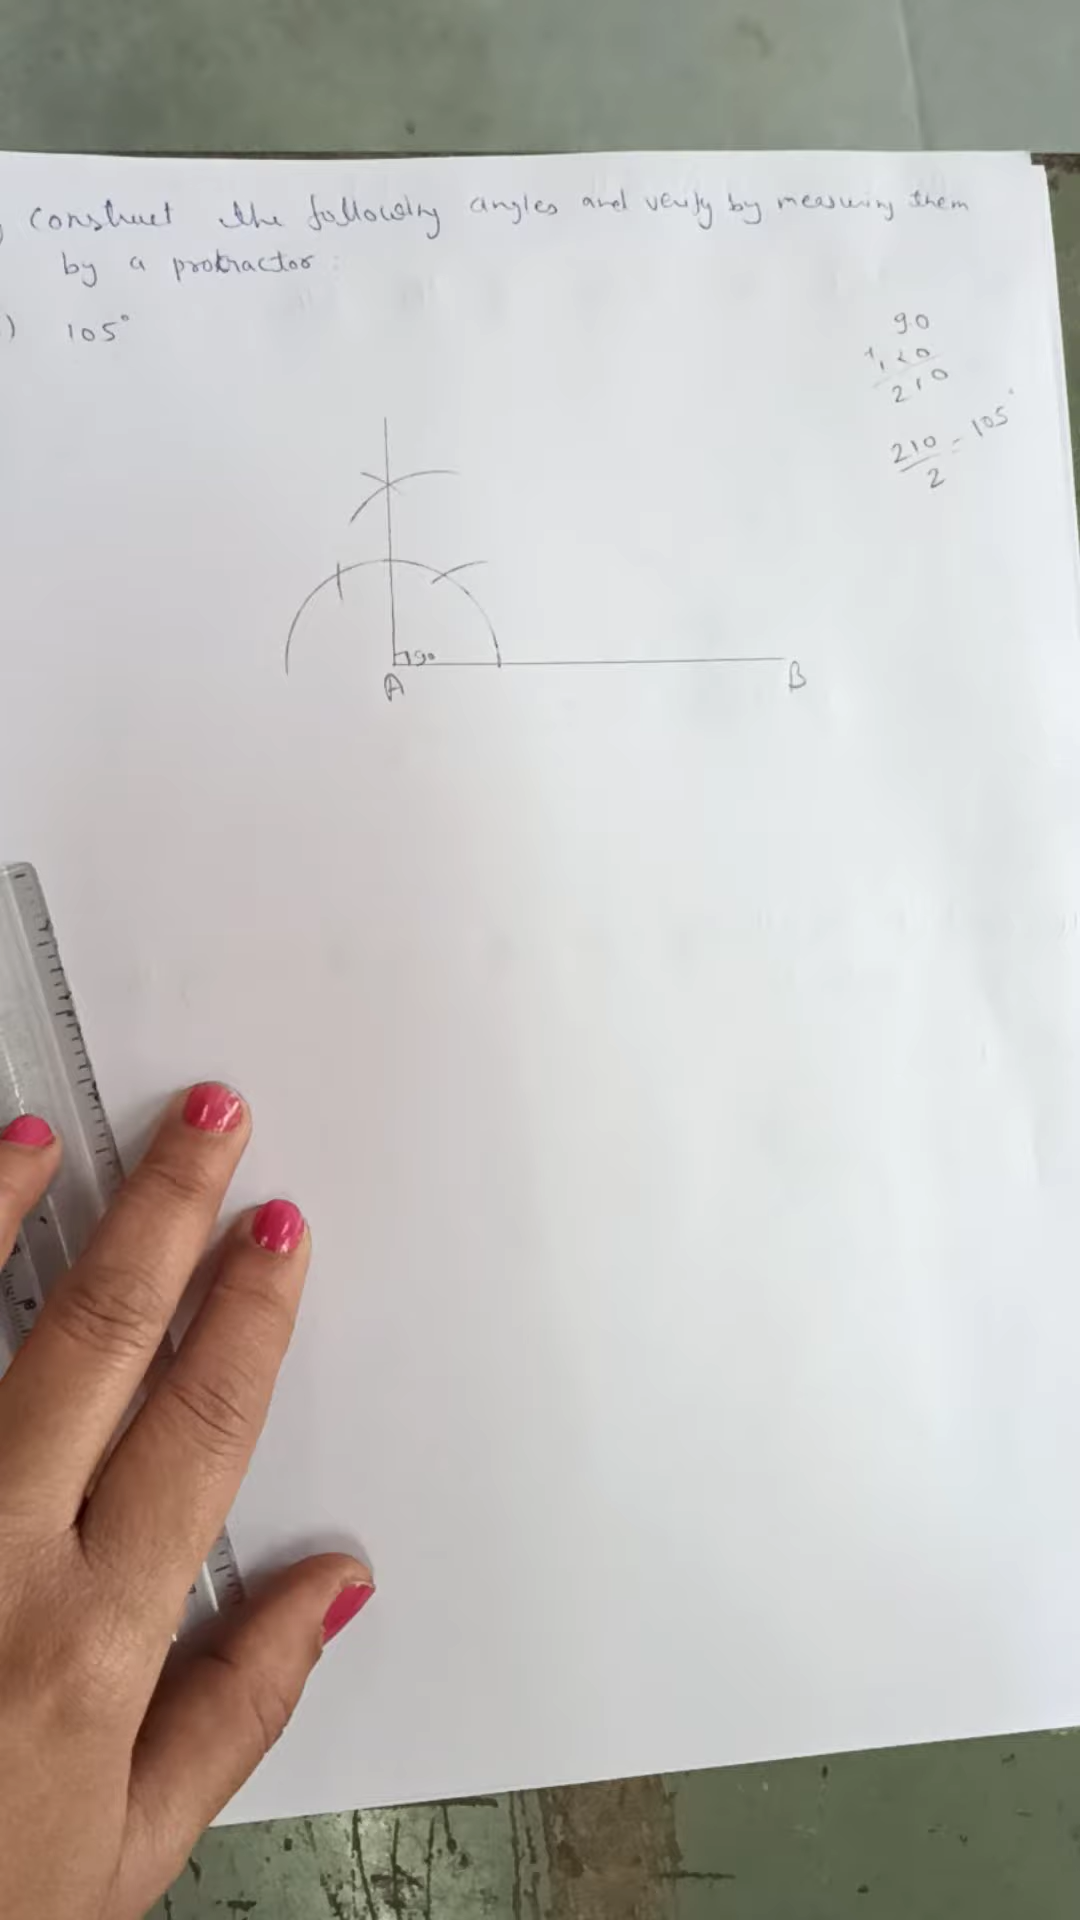 construct the following angles and verify by measuring them
by a protractor :
) 105°
90
+120
210
210/2 = 105°
90
A
B